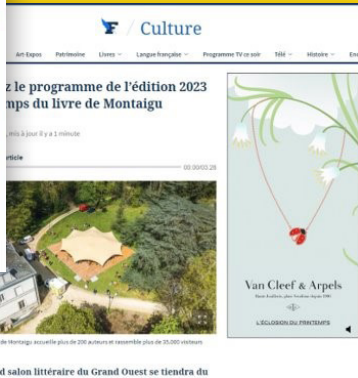 F / Culture
Art-Expos Patrimoine Livres Langue française Programme TV ce soir Télé Histoire
z le programme de l'édition 2023
mps du livre de Montaigu
, mis à jour il y a 1 minute
article
00:00/02:28
de Montaigu accueille plus de 200 auteurs et rassemble plus de 35.000 visiteurs
d salon littéraire du Grand Ouest se tiendra du
Van Cleef & Arpels
L'ÉCLOSION DU PRINTEMPS